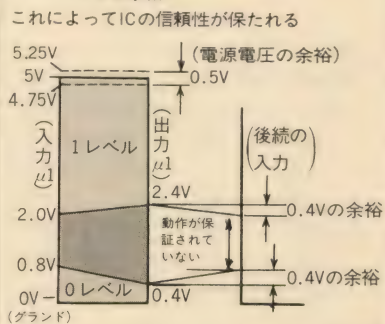 これによってICの信頼性が保たれる
5.25V
5V
4.75V
(電源電圧の余裕)
0.5V
(入力μl)
1レベル
(出力μl)
(後続の入力)
2.4V
2.0V
0.4Vの余裕
動作が保
証されて
いない
0.8V
0.4Vの余裕
0レベル
0.4V
0V
(グランド)